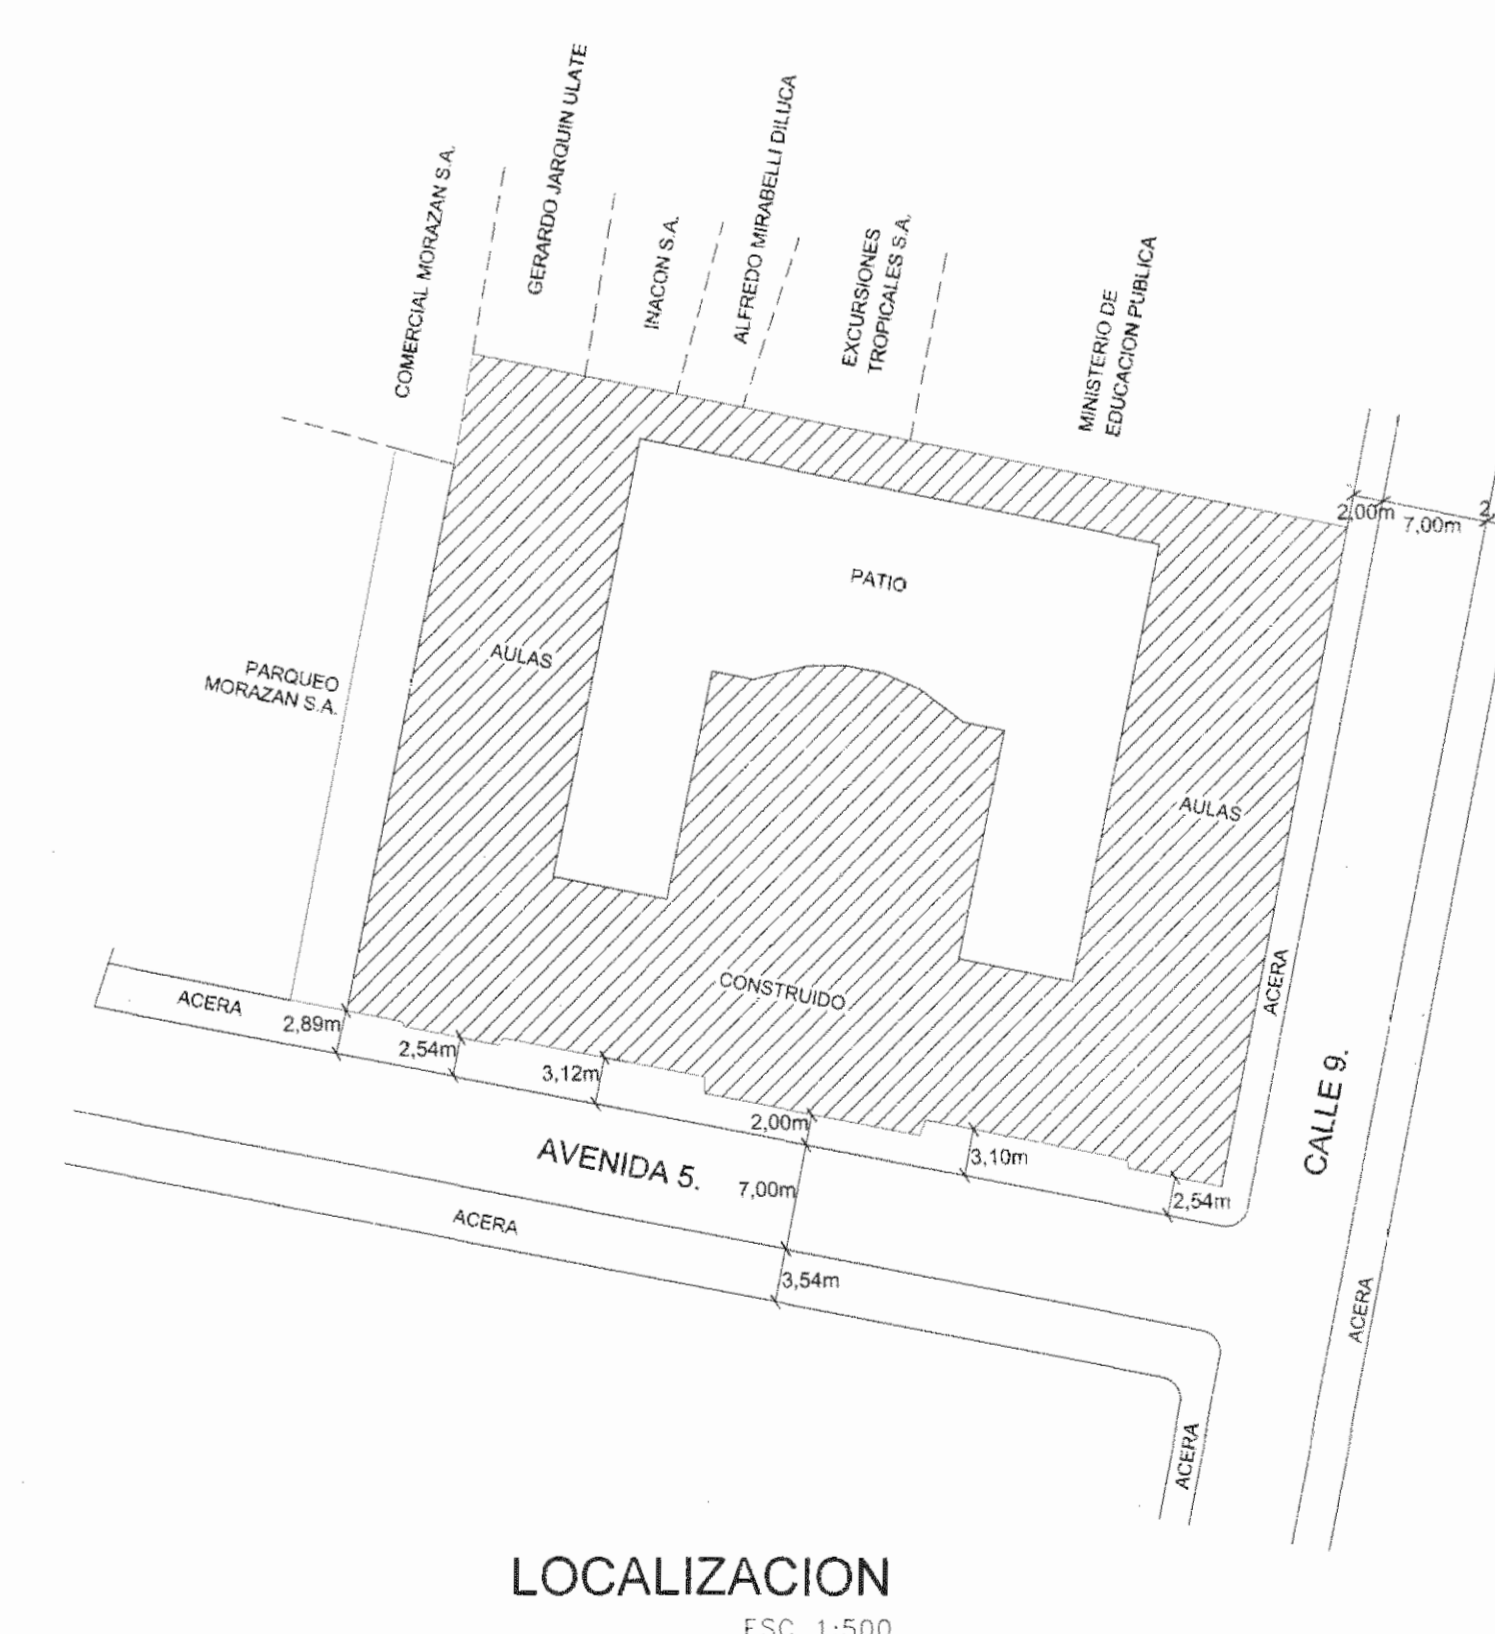 COMERCIAL MORAZAN S.A.
GERARDO JARQUIN ULATE
INACON S.A.
ALFREDO MIRABELLI DILUCA
EXCURSIONES
TROPICALES S.A.
MINISTERIO DE
EDUCACION PUBLICA
2,00m
7,00m
2,
PATIO
AULAS
PARQUEO
MORAZAN S.A.
AULAS
CONSTRUIDO
ACERA
ACERA
2,89m
2,54m
3,12m
2,00m
3,10m
2,54m
CALLE 9.
AVENIDA 5.
7,00m
ACERA
3,54m
ACERA
ACERA
LOCALIZACION
ESC 1:500